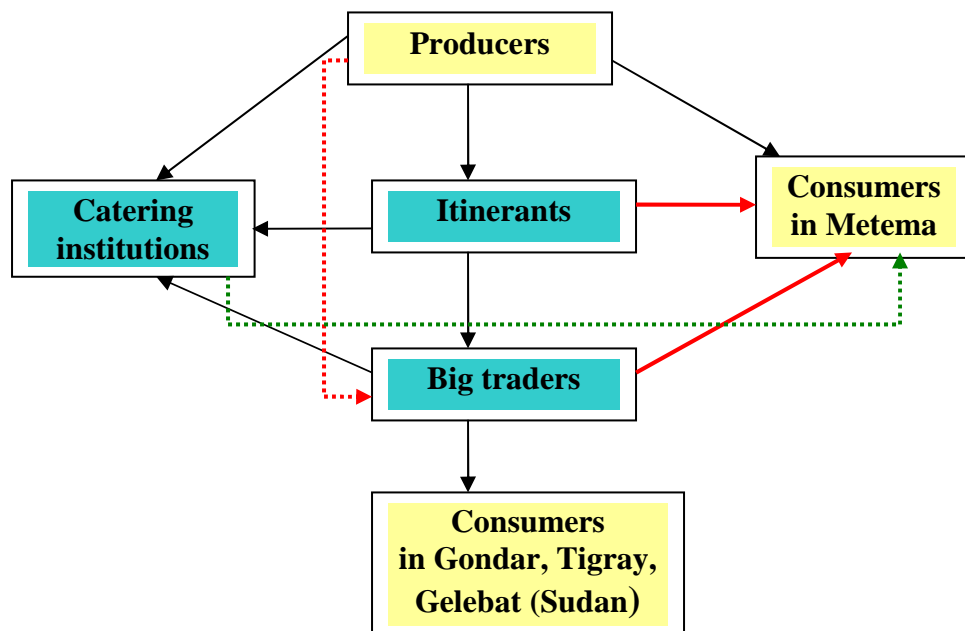 Producers
Catering
institutions
Itinerants
Consumers
in Metema
Big traders
Consumers
in Gondar, Tigray,
Gelebat (Sudan)